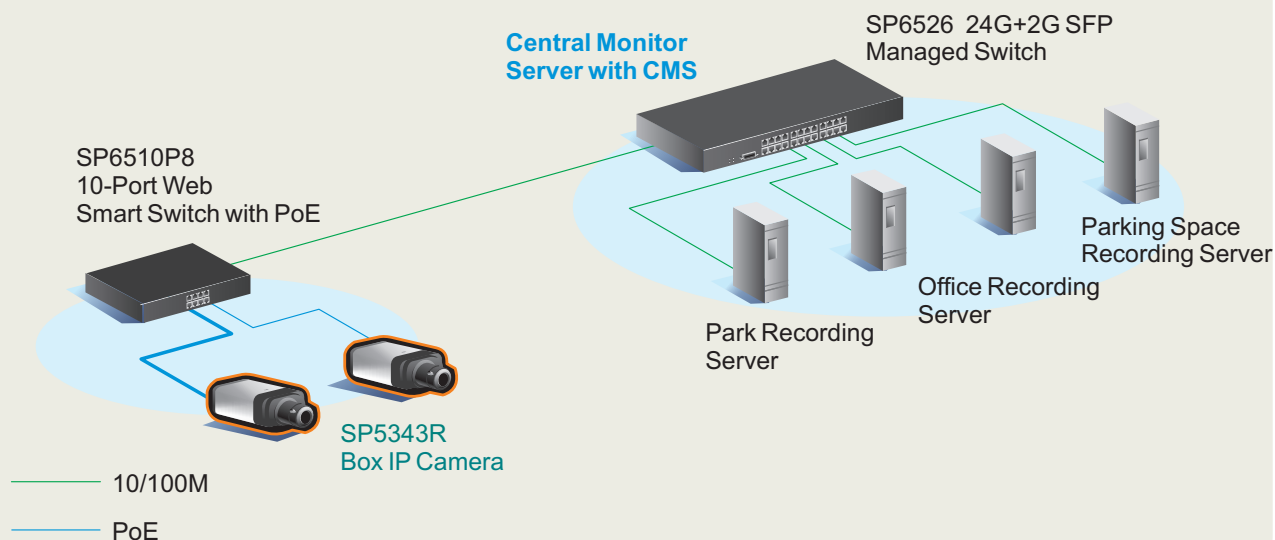 Central Monitor
Server with CMS
SP6526 24G+2G SFP
Managed Switch
SP6510P8
10-Port Web
Smart Switch with PoE
Parking Space
Recording Server
Office Recording
Server
Park Recording
Server
SP5343R
Box IP Camera
10/100M
PoE